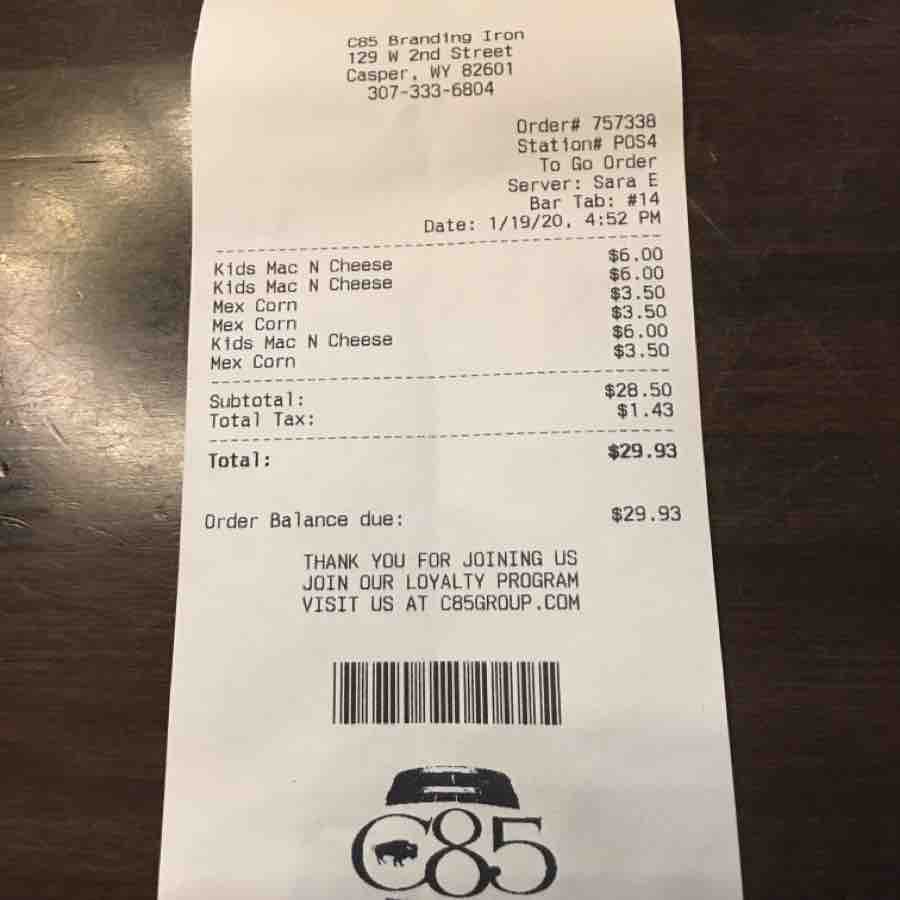 C85 Branding Iron
129 W 2nd Street
Casper, WY 82601
307-333-6804
Order# 757338
Station# POS4
To Go Order
Server: Sara E
Bar Tab: #14
Date: 1/19/20, 4:52 PM
Kids Mac N Cheese $6.00
Kids Mac N Cheese $6.00
Mex Corn $3.50
Mex Corn $3.50
Kids Mac N Cheese $6.00
Mex Corn $3.50
Subtotal: $28.50
Total Tax: $1.43
Total: $29.93
Order Balance due: $29.93
THANK YOU FOR JOINING US
JOIN OUR LOYALTY PROGRAM
VISIT US AT C85GROUP.COM
C85